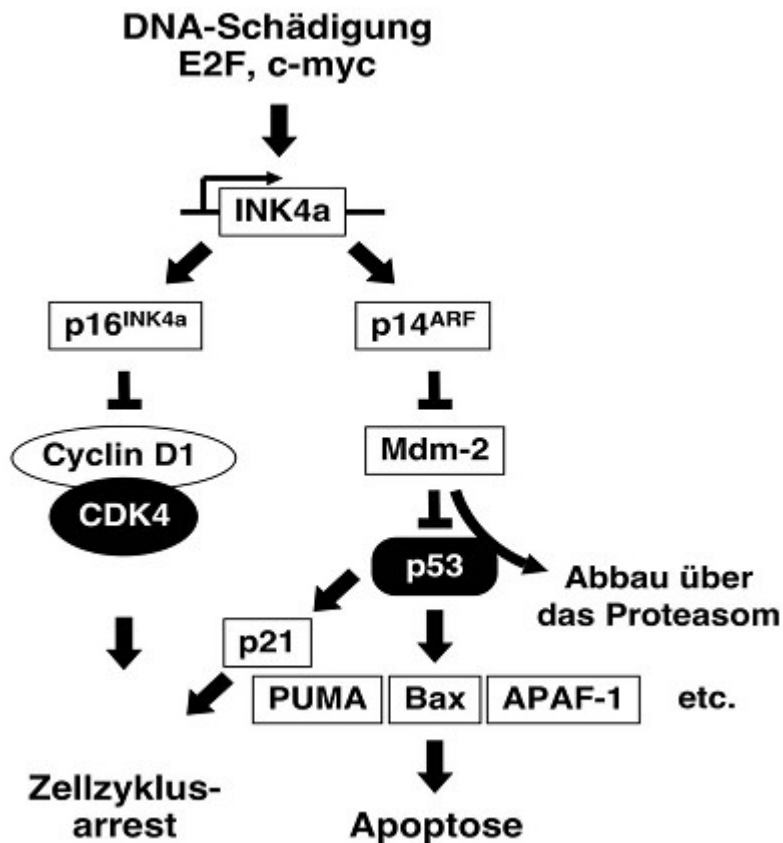 DNA-Schädigung
E2F, c-myc
INK4a
p16INK4a
p14ARF
Cyclin D1
Mdm-2
CDK4
p53
Abbau über
das Proteasom
p21
PUMA Bax APAF-1 etc.
Zellzyklus-
arrest
Apoptose